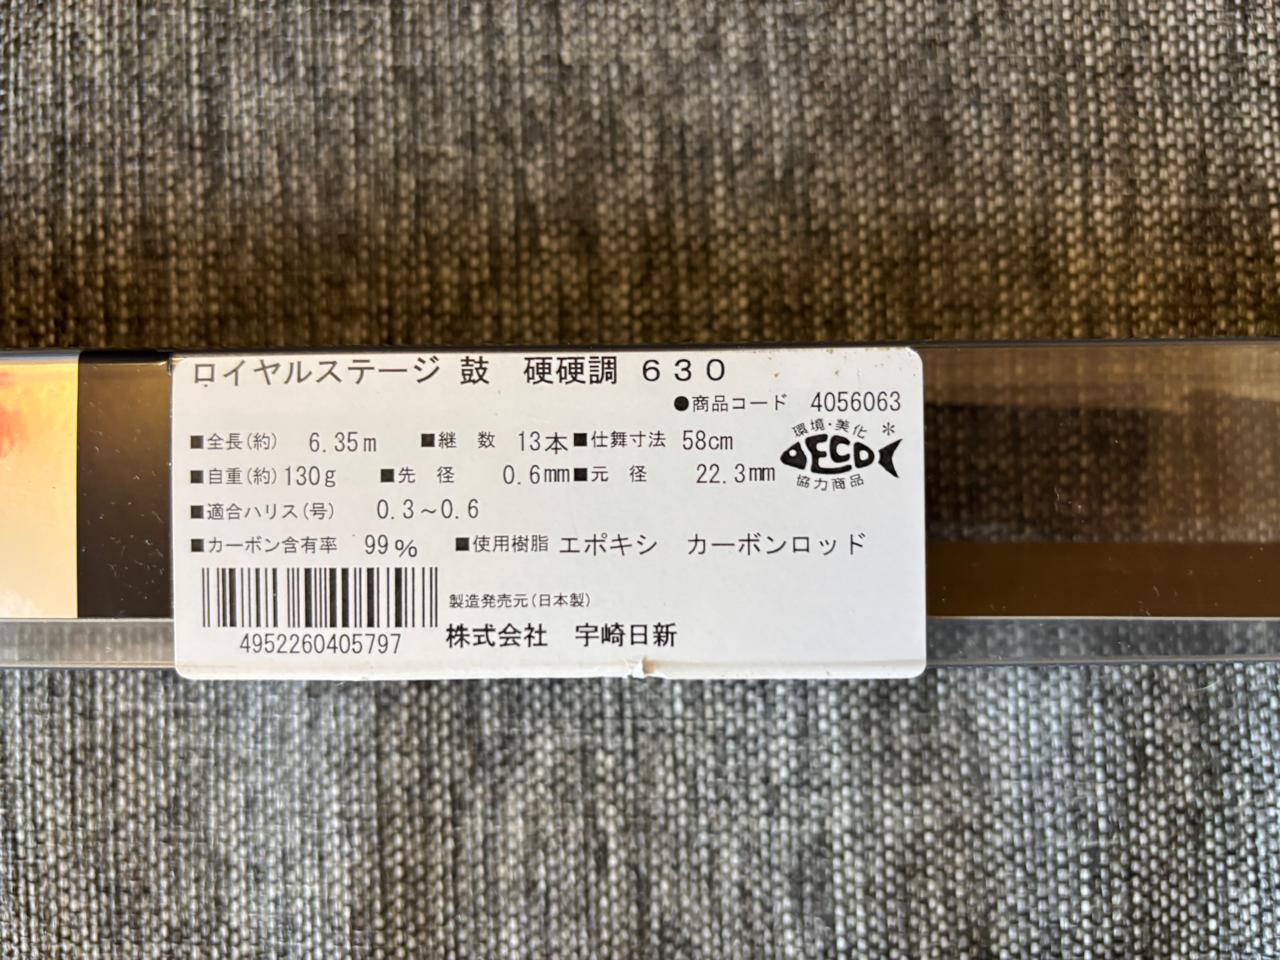 ロイヤルステージ 鼓　硬硬調 ６３０
●商品コード 4056063
■全長(約) 6.35m ■継 数 13本 ■仕舞寸法 58cm
■自重(約) 130g ■先 径 0.6mm ■元 径 22.3mm
■適合ハリス(号) 0.3～0.6
■カーボン含有率 99% ■使用樹脂 エポキシ カーボンロッド
環境・美化 *
ECO
協力商品
製造発売元(日本製)
株式会社 宇崎日新
4952260405797